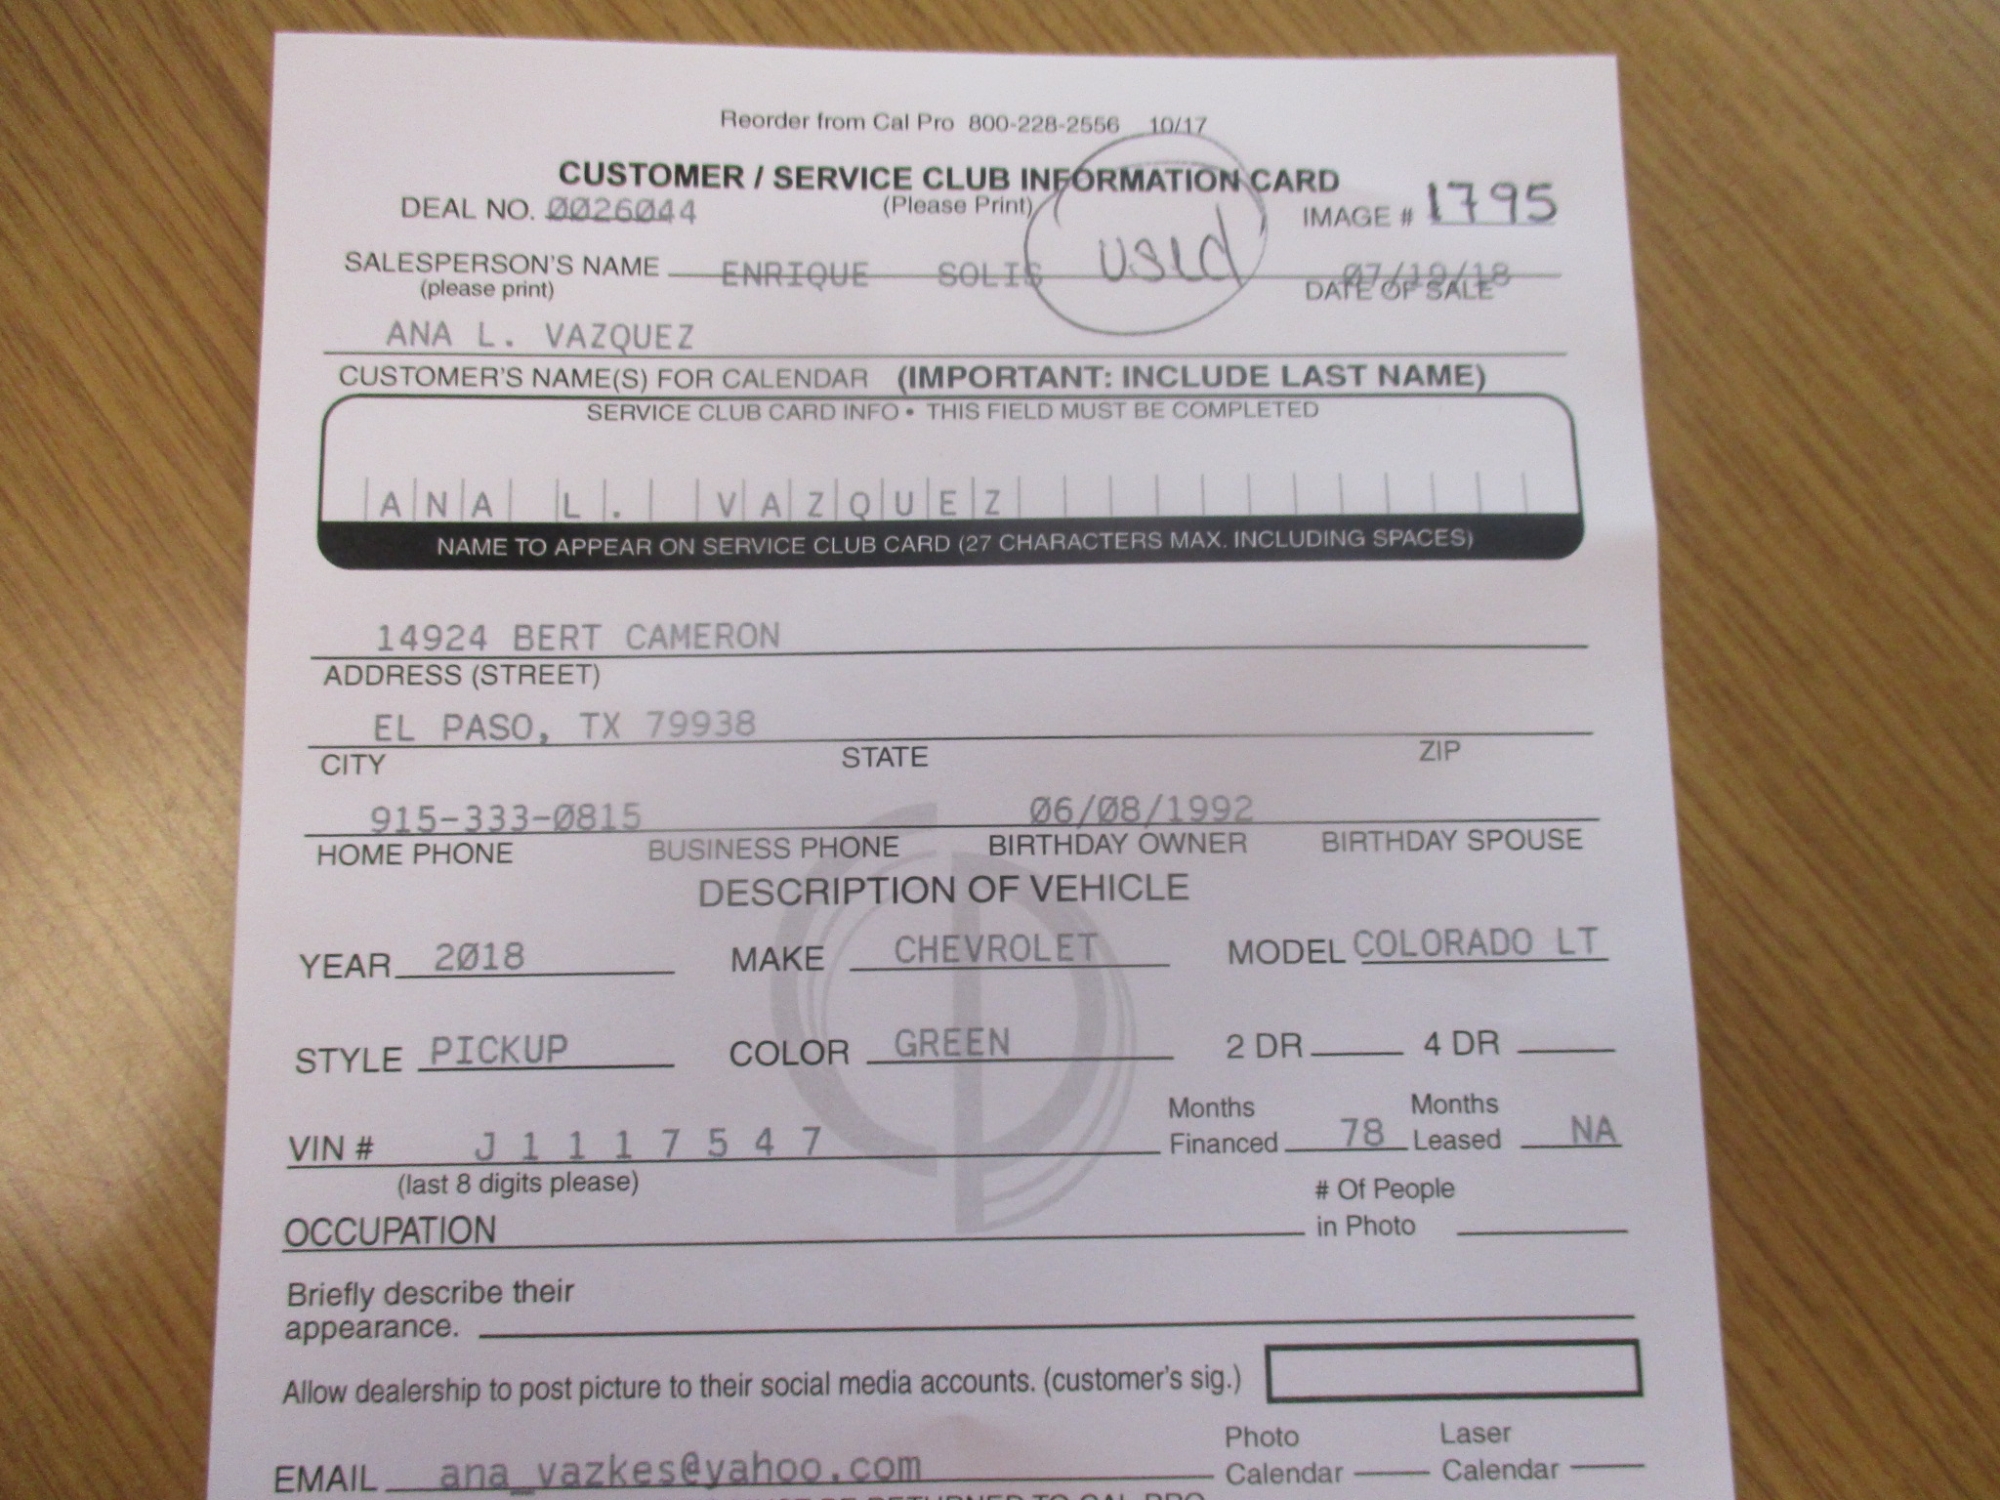 Reorder from Cal Pro 800-228-2556 10/17
CUSTOMER / SERVICE CLUB INFORMATION CARD
DEAL NO. 0026044 (Please Print) IMAGE # 1795
SALESPERSON'S NAME ENRIQUE SOLIS used 07/19/18
(please print) DATE OF SALE
ANA L. VAZQUEZ
CUSTOMER'S NAME(S) FOR CALENDAR (IMPORTANT: INCLUDE LAST NAME)
SERVICE CLUB CARD INFO • THIS FIELD MUST BE COMPLETED
ANA L. VAZQUEZ
NAME TO APPEAR ON SERVICE CLUB CARD (27 CHARACTERS MAX. INCLUDING SPACES)
14924 BERT CAMERON
ADDRESS (STREET)
EL PASO, TX 79938
CITY STATE ZIP
915-333-0815 06/08/1992
HOME PHONE BUSINESS PHONE BIRTHDAY OWNER BIRTHDAY SPOUSE
DESCRIPTION OF VEHICLE
YEAR 2018 MAKE CHEVROLET MODEL COLORADO LT
STYLE PICKUP COLOR GREEN 2 DR 4 DR
Months Months
VIN # J1117547 Financed 78 Leased NA
(last 8 digits please) # Of People
OCCUPATION in Photo
Briefly describe their
appearance.
Allow dealership to post picture to their social media accounts. (customer's sig.)
Photo Laser
EMAIL ana_vazkes@yahoo.com Calendar Calendar
BE RETURNED TO CAL PRO